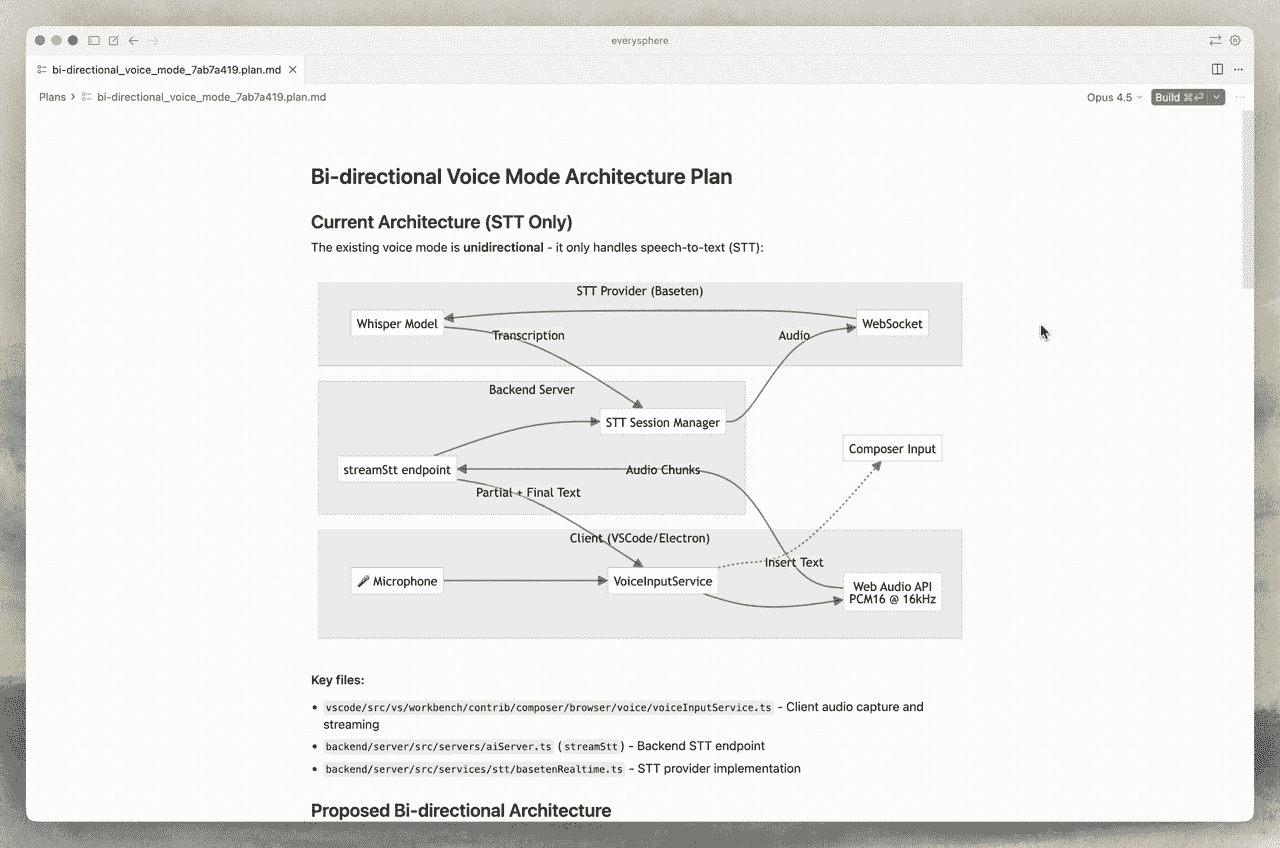 everysphere
bi-directional_voice_mode_7ab7a419.plan.md
Plans > bi-directional_voice_mode_7ab7a419.plan.md
Opus 4.5
Build ⌘⏎
Bi-directional Voice Mode Architecture Plan
Current Architecture (STT Only)
The existing voice mode is unidirectional - it only handles speech-to-text (STT):
STT Provider (Baseten)
Whisper Model
WebSocket
Transcription
Audio
Backend Server
STT Session Manager
Composer Input
streamStt endpoint
Audio Chunks
Partial + Final Text
Client (VSCode/Electron)
Insert Text
🎤 Microphone
VoiceInputService
Web Audio API
PCM16 @ 16kHz
Key files:
• vscode/src/vs/workbench/contrib/composer/browser/voice/voiceInputService.ts - Client audio capture and
streaming
• backend/server/src/servers/aiServer.ts (streamStt) - Backend STT endpoint
• backend/server/src/services/stt/basetenRealtime.ts - STT provider implementation
Proposed Bi-directional Architecture